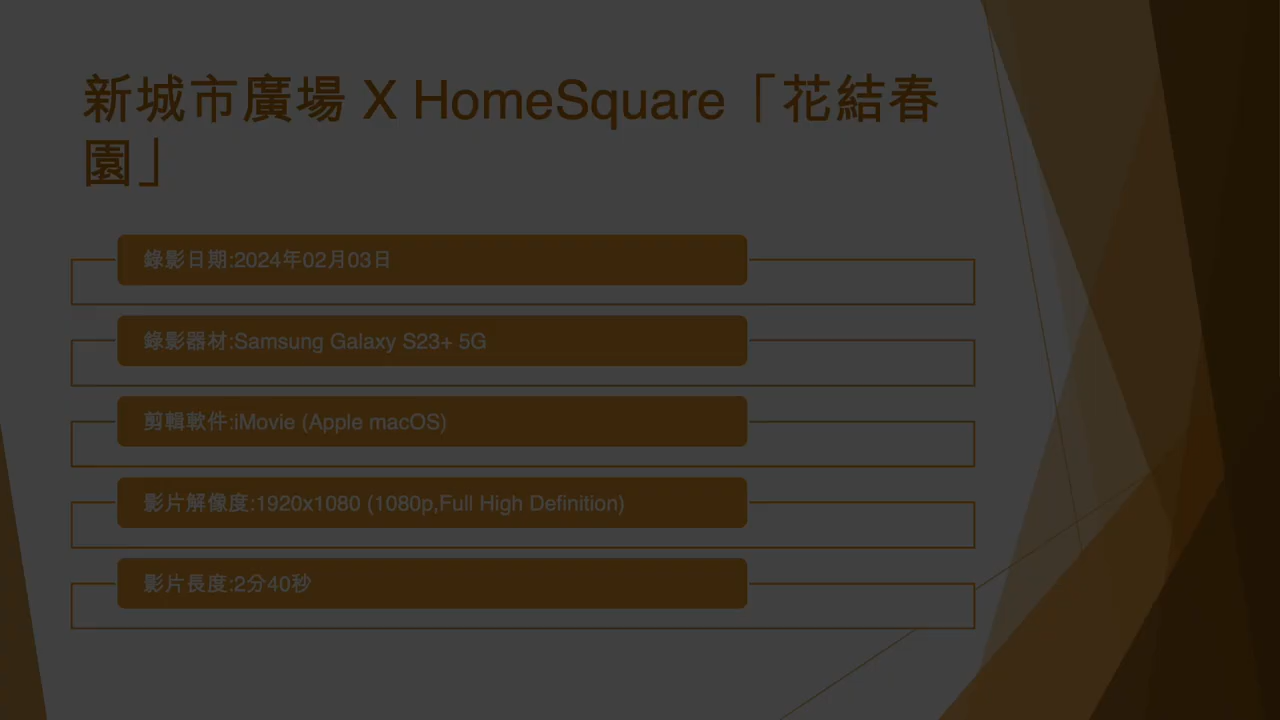 新城市廣場 X HomeSquare「花結春
園」
錄影日期:2024年02月03日
錄影器材:Samsung Galaxy S23+ 5G
剪輯軟件:iMovie (Apple macOS)
影片解像度:1920x1080 (1080p,Full High Definition)
影片長度:2分40秒